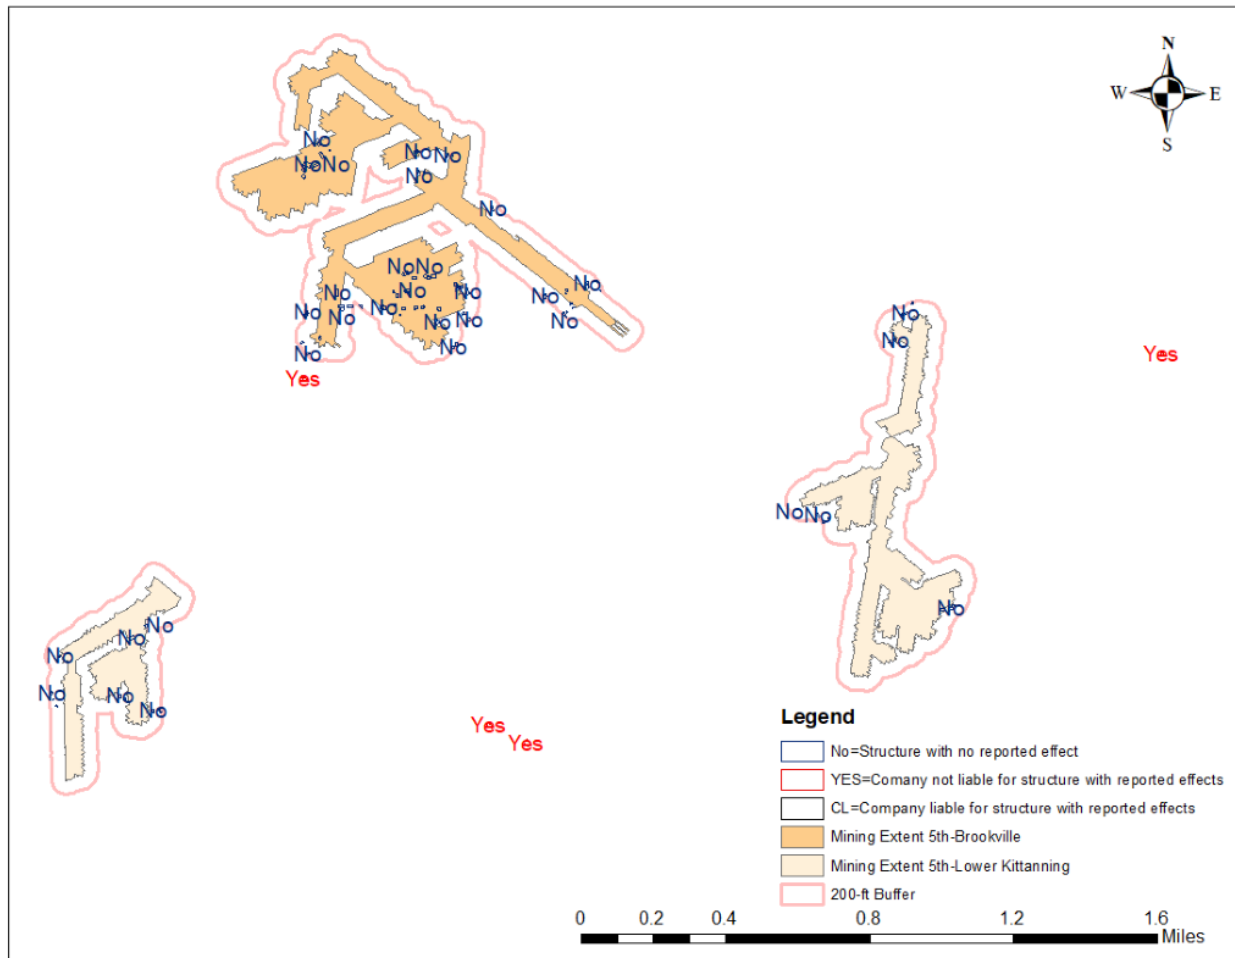 N
W E
S
No
No No
No No
No
No
No No
No
No No No
No No
No No No
No
No No
No
No
Yes
No
No
Yes
No No
No
No
No
No
No
No No
Yes
Yes
Legend
No=Structure with no reported effect
YES=Comany not liable for structure with reported effects
CL=Company liable for structure with reported effects
Mining Extent 5th-Brookville
Mining Extent 5th-Lower Kittanning
200-ft Buffer
0 0.2 0.4 0.8 1.2 1.6
Miles